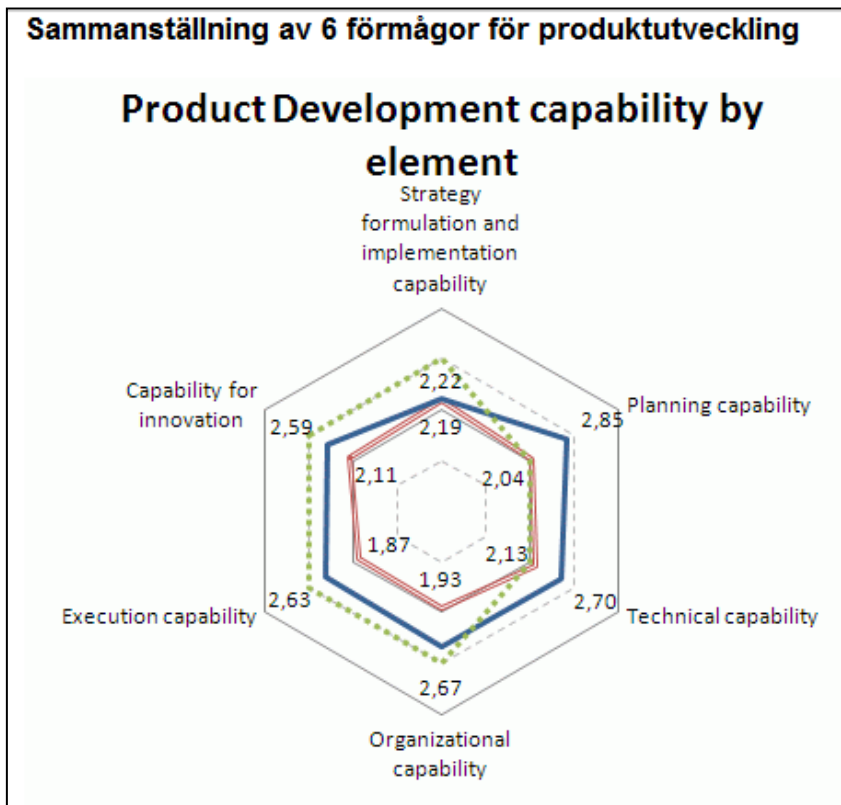 Sammanställning av 6 förmågor för produktutveckling
Product Development capability by
element
Strategy
formulation and
implementation
capability
2,22
2,19
Capability for
innovation
2,59
2,11
Planning capability
2,85
2,04
Execution capability
2,63
1,87
Technical capability
2,70
2,13
1,93
2,67
Organizational
capability